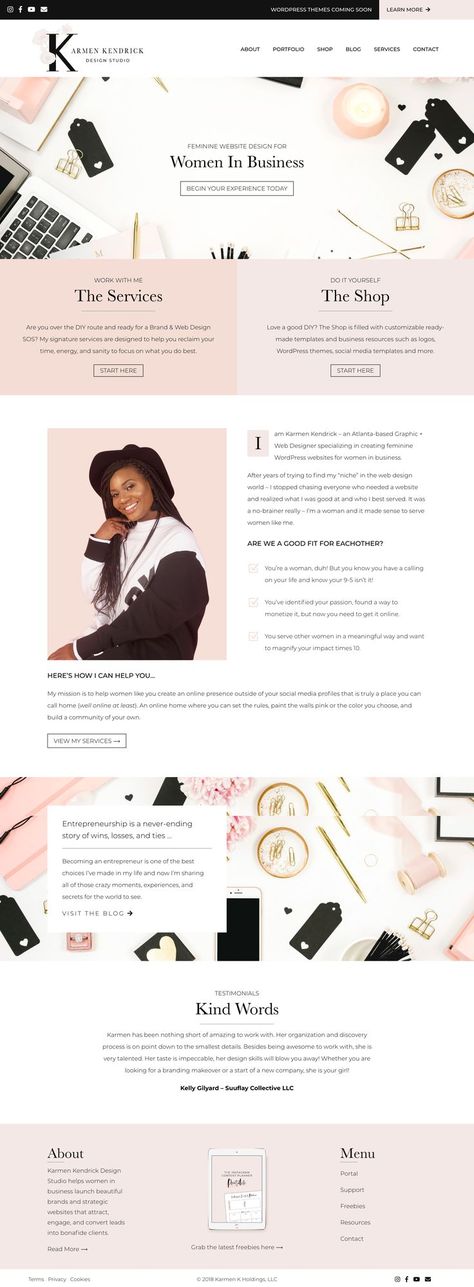 WORDPRESS THEMES COMING SOON
LEARN MORE →
KARMEN KENDRICK
DESIGN STUDIO
ABOUT PORTFOLIO SHOP BLOG SERVICES CONTACT
FEMININE WEBSITE DESIGN FOR
Women In Business
BEGIN YOUR EXPERIENCE TODAY
WORK WITH ME
The Services
Are you over the DIY route and ready for a Brand & Web Design
SOS? My signature services are designed to help you reclaim your
time, energy, and sanity to focus on what you do best.
START HERE
DO IT YOURSELF
The Shop
Love a good DIY? The Shop is filled with customizable ready-
made templates and business resources such as logos,
WordPress themes, social media templates and more.
START HERE
I am Karmen Kendrick – an Atlanta-based Graphic +
Web Designer specializing in creating feminine
WordPress websites for women in business.
After years of trying to find my "niche" in the web design
world – I stopped chasing everyone who needed a website
and realized what I was good at and who I best served. It was
a no-brainer really – I'm a woman and it made sense to serve
women like me.
ARE WE A GOOD FIT FOR EACHOTHER?
You're a woman, duh! But you know you have a calling
on your life and know your 9-5 isn't it!
You've identified your passion, found a way to
monetize it, but now you need to get it online.
You serve other women in a meaningful way and want
to magnify your impact times 10.
HERE'S HOW I CAN HELP YOU...
My mission is to help women like you create an online presence outside of your social media profiles that is truly a place you can
call home (well online at least). An online home where you can set the rules, paint the walls pink or the color you choose, and
build a community of your own.
VIEW MY SERVICES →
Entrepreneurship is a never-ending
story of wins, losses, and ties ...
Becoming an entrepreneur is one of the best
choices I've made in my life and now I'm sharing
all of those crazy moments, experiences, and
secrets for the world to see.
VISIT THE BLOG →
TESTIMONIALS
Kind Words
Karmen has been nothing short of amazing to work with. Her organization and discovery
process is on point down to the smallest details. Besides being awesome to work with, she is
very talented. Her taste is impeccable, her design skills will blow you away! Whether you are
looking for a branding makeover or a start of a new company, she is your girl!
Kelly Gilyard – Suuflay Collective LLC
About
Karmen Kendrick Design
Studio helps women in
business launch beautiful
brands and strategic
websites that attract,
engage, and convert leads
into bonafide clients.
Read More →
THE INSTAGRAM
CONTENT PLANNER
Grab the latest freebies here →
Menu
Portal
Support
Freebies
Resources
Contact
Terms Privacy Cookies
© 2018 Karmen K Holdings, LLC